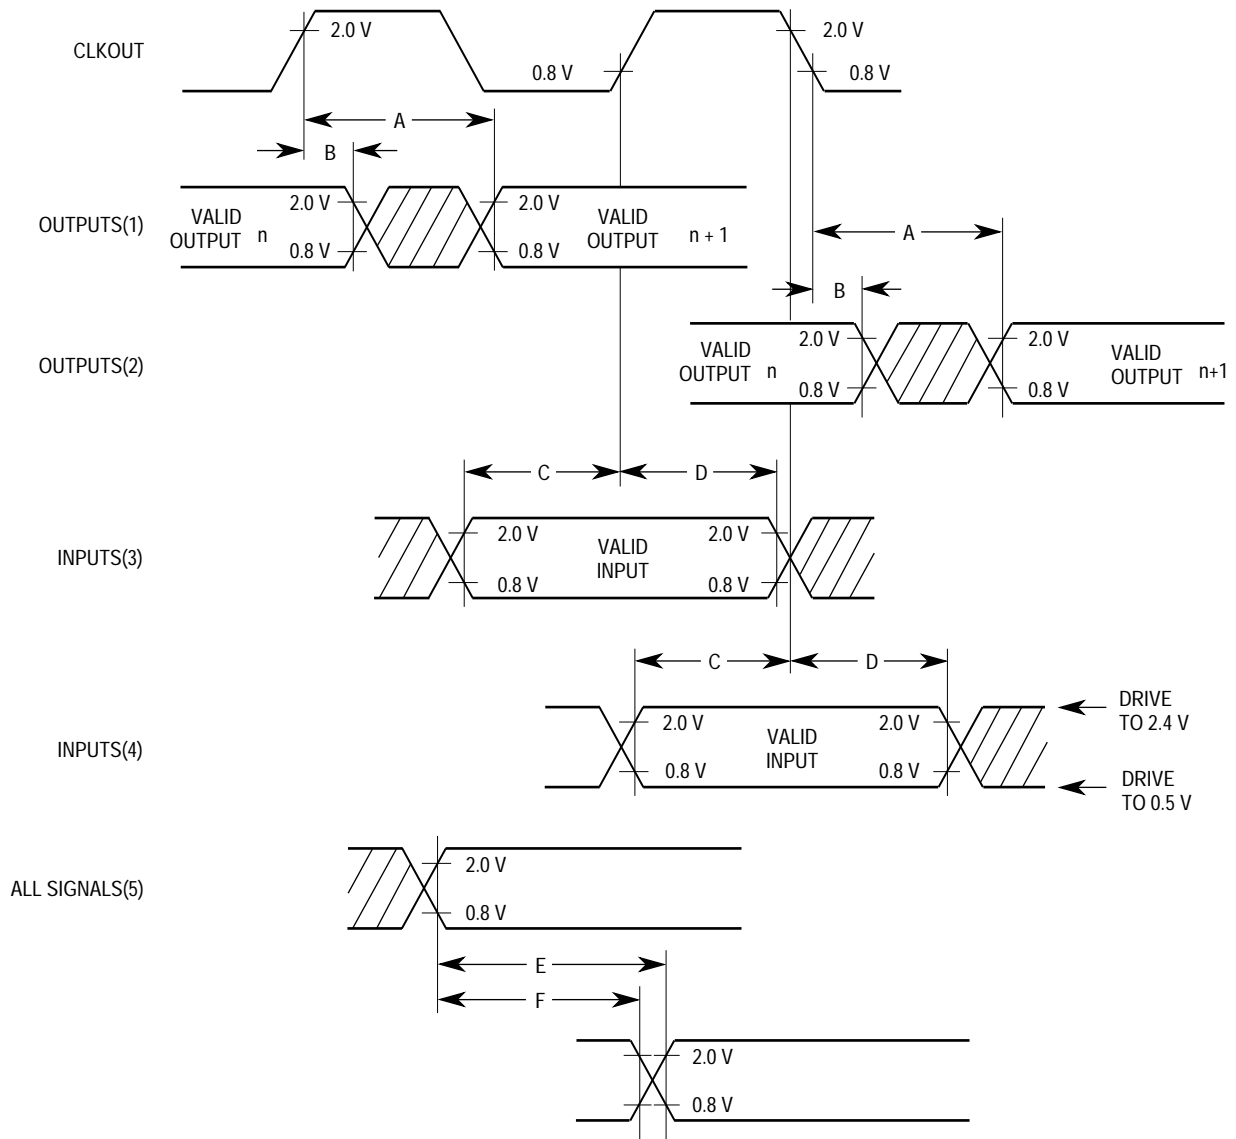 2.0 V
2.0 V
CLKOUT
0.8 V
0.8 V
A
B
2.0 V
2.0 V
OUTPUTS(1)
VALID
OUTPUT n
VALID
OUTPUT n + 1
0.8 V
0.8 V
A
B
2.0 V
2.0 V
OUTPUTS(2)
VALID
OUTPUT n
VALID
OUTPUT n+1
0.8 V
0.8 V
C
D
2.0 V
2.0 V
INPUTS(3)
VALID
INPUT
0.8 V
0.8 V
C
D
DRIVE
TO 2.4 V
2.0 V
2.0 V
INPUTS(4)
VALID
INPUT
0.8 V
0.8 V
DRIVE
TO 0.5 V
2.0 V
ALL SIGNALS(5)
0.8 V
E
F
2.0 V
0.8 V